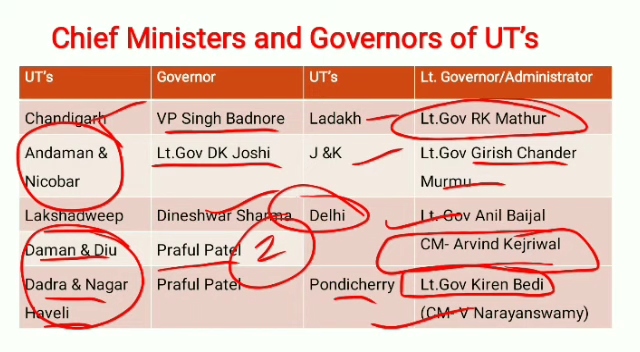 Chief Ministers and Governors of UT's
UT's Governor UT's Lt. Governor/Administrator
Chandigarh VP Singh Badnore Ladakh Lt.Gov RK Mathur
Andaman & Lt.Gov DK Joshi J &K Lt.Gov Girish Chander
Nicobar Murmu
Lakshadweep Dineshwar Sharma Delhi Lt. Gov Anil Baijal
Daman & Diu Praful Patel CM- Arvind Kejriwal
2
Dadra & Nagar Praful Patel Pondicherry Lt.Gov Kiren Bedi
Haveli (CM- V Narayanswamy)